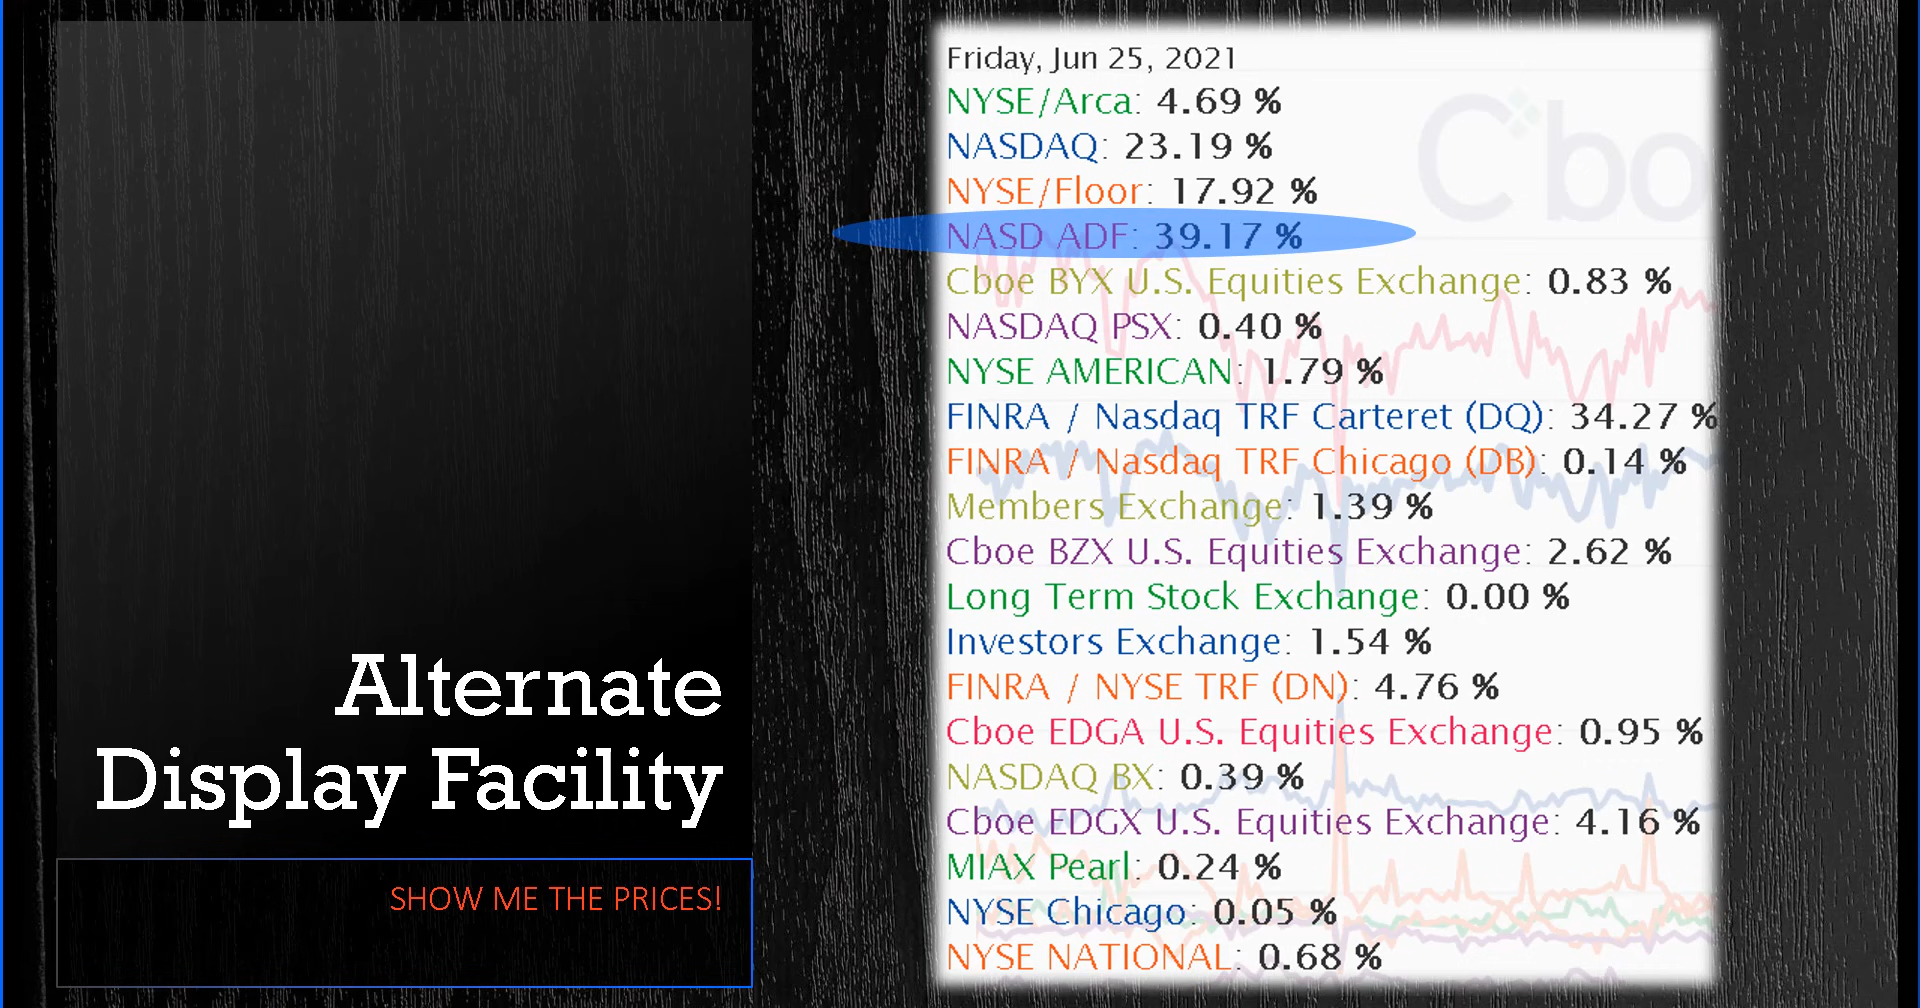 Alternate
Display Facility
SHOW ME THE PRICES!
Cboe
Friday, Jun 25, 2021
NYSE/Arca: 4.69 %
NASDAQ: 23.19 %
NYSE/Floor: 17.92 %
NASD ADF: 39.17 %
Cboe BYX U.S. Equities Exchange: 0.83 %
NASDAQ PSX: 0.40 %
NYSE AMERICAN: 1.79 %
FINRA / Nasdaq TRF Carteret (DQ): 34.27 %
FINRA / Nasdaq TRF Chicago (DB): 0.14 %
Members Exchange: 1.39 %
Cboe BZX U.S. Equities Exchange: 2.62 %
Long Term Stock Exchange: 0.00 %
Investors Exchange: 1.54 %
FINRA / NYSE TRF (DN): 4.76 %
Cboe EDGA U.S. Equities Exchange: 0.95 %
NASDAQ BX: 0.39 %
Cboe EDGX U.S. Equities Exchange: 4.16 %
MIAX Pearl: 0.24 %
NYSE Chicago: 0.05 %
NYSE NATIONAL: 0.68 %